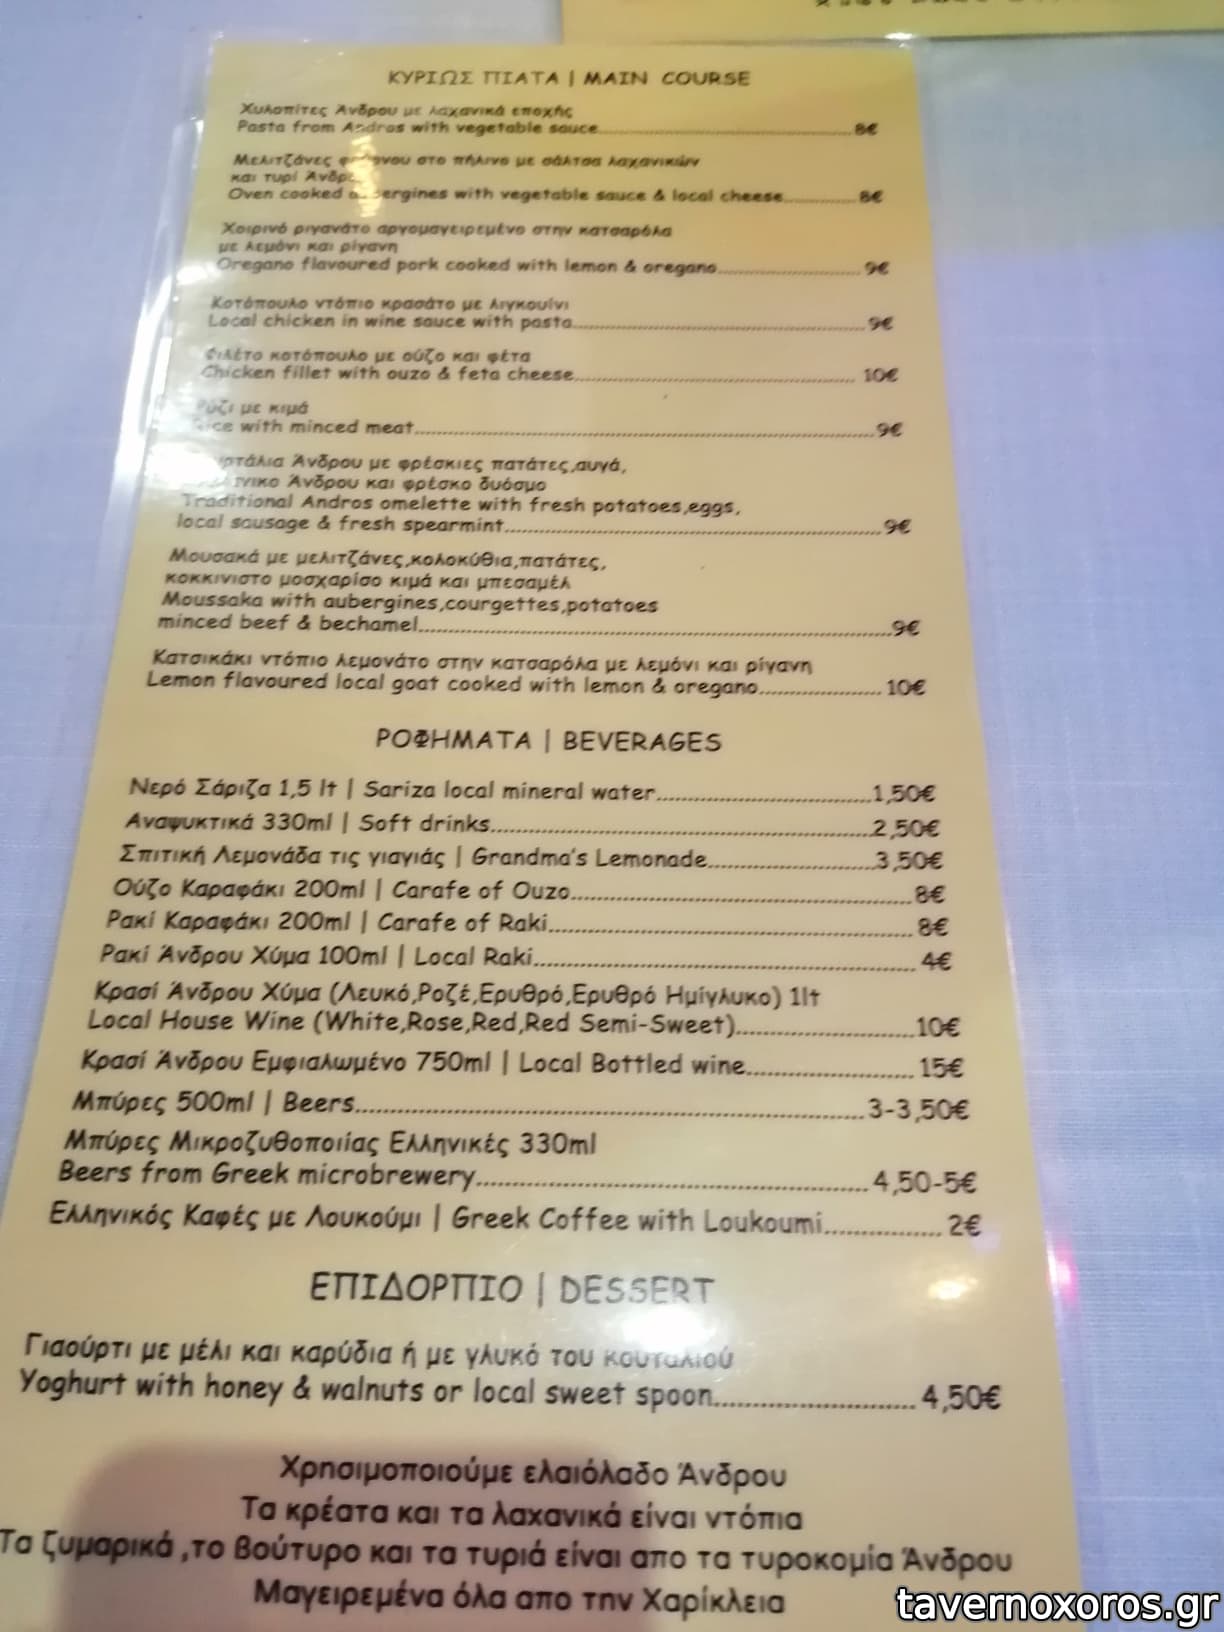 ΚΥΡΙΩΣ ΠΙΑΤΑ | MAIN COURSE
Χυλοπίτες Άνδρου με λαχανικά εποχής
Pasta from Andros with vegetable sauce...8€
Μελιτζάνες στο πήλινο με σάλτσα λαχανικών
και τυρί
Oven cooked aubergines with vegetable sauce & local cheese...8€
Χοιρινό ριγανάτο αργομαγειρεμένο στην κατσαρόλα
με λεμόνι και ρίγανη
Oregano flavoured pork cooked with lemon & oregano...9€
Κοτόπουλο ντόπιο κρασάτο με λιγκουίνι
Local chicken in wine sauce with pasta...9€
Φιλέτο κοτόπουλο με ούζο και φέτα
Chicken fillet with ouzo & feta cheese...10€
Ρύζι με κιμά
Rice with minced meat...9€
Άνδρου με φρέσκιες πατάτες,αυγά,
Άνδρου και φρέσκο δυόσμο
Traditional Andros omelette with fresh potatoes,eggs,
local sausage & fresh spearmint...9€
Μουσακά με μελιτζάνες,κολοκύθια,πατάτες,
κοκκινιστο μοσχαρίσο κιμά και μπεσαμέλ
Moussaka with aubergines,courgettes,potatoes
minced beef & bechamel...9€
Κατσικάκι ντόπιο λεμονάτο στην κατσαρόλα με λεμόνι και ρίγανη
Lemon flavoured local goat cooked with lemon & oregano...10€
ΡΟΦΗΜΑΤΑ | BEVERAGES
Νερό Σάριζα 1,5 lt | Sariza local mineral water...1,50€
Αναψυκτικά 330ml | Soft drinks...2,50€
Σπιτική Λεμονάδα τις γιαγιάς | Grandma's Lemonade...3,50€
Ούζο Καραφάκι 200ml | Carafe of Ouzo...8€
Ρακί Καραφάκι 200ml | Carafe of Raki...8€
Ρακί Άνδρου Χύμα 100ml | Local Raki...4€
Κρασί Άνδρου Χύμα (Λευκό,Ροζέ,Ερυθρό,Ερυθρό Ημίγλυκο) 1lt
Local House Wine (White,Rose,Red,Red Semi-Sweet)...10€
Κρασί Άνδρου Εμφιαλωμένο 750ml | Local Bottled wine...15€
Μπύρες 500ml | Beers...3-3,50€
Μπύρες Μικροζυθοποιίας Ελληνικές 330ml
Beers from Greek microbrewery...4,50-5€
Ελληνικός Καφές με Λουκούμι | Greek Coffee with Loukoumi...2€
ΕΠΙΔΟΡΠΙΟ | DESSERT
Γιαούρτι με μέλι και καρύδια ή με γλυκό του κουταλιού
Yoghurt with honey & walnuts or local sweet spoon...4,50€
Χρησιμοποιούμε ελαιόλαδο Άνδρου
Τα κρέατα και τα λαχανικά είναι ντόπια
Τα ζυμαρικά ,το βούτυρο και τα τυριά είναι απο τα τυροκομία Άνδρου
Μαγειρεμένα όλα απο την Χαρίκλεια
tavernoxoros.gr